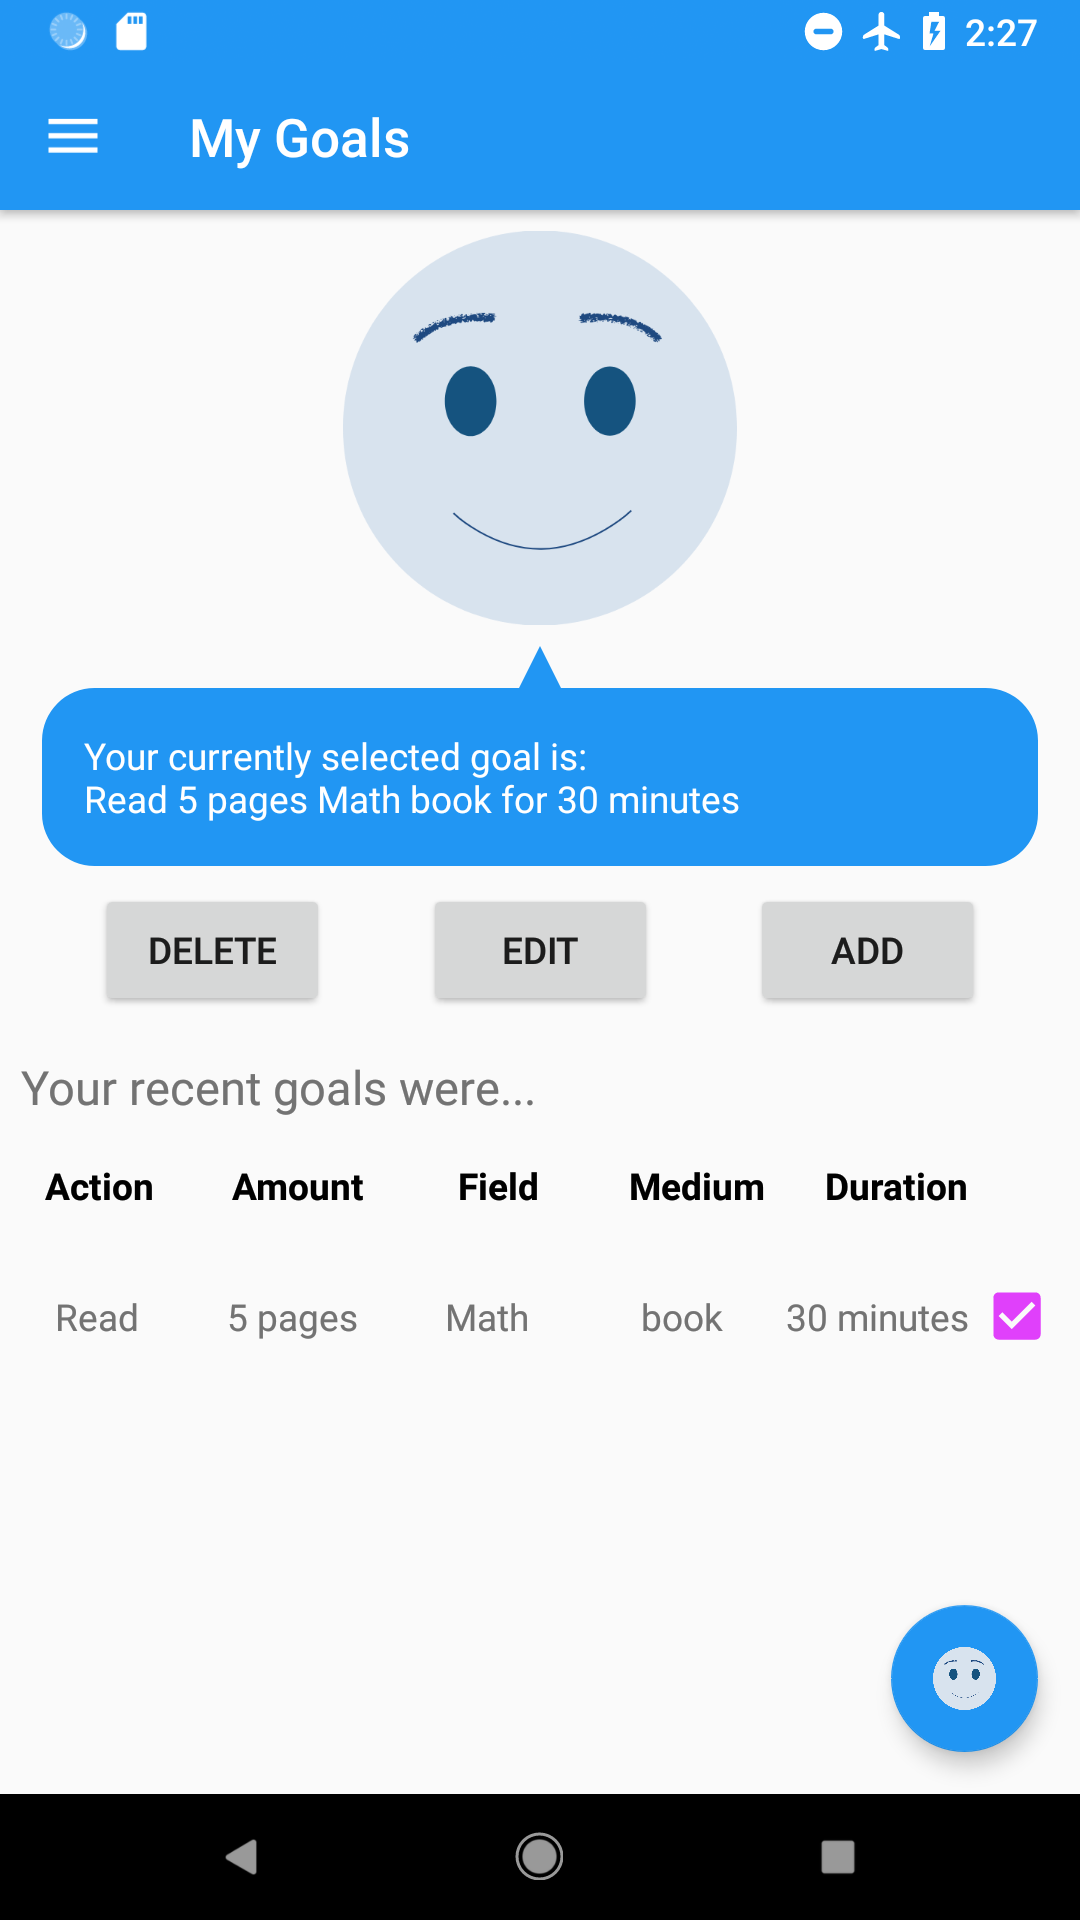 2:27
My Goals
Your currently selected goal is:
Read 5 pages Math book for 30 minutes
DELETE EDIT ADD
Your recent goals were...
Action Amount Field Medium Duration
Read 5 pages Math book 30 minutes